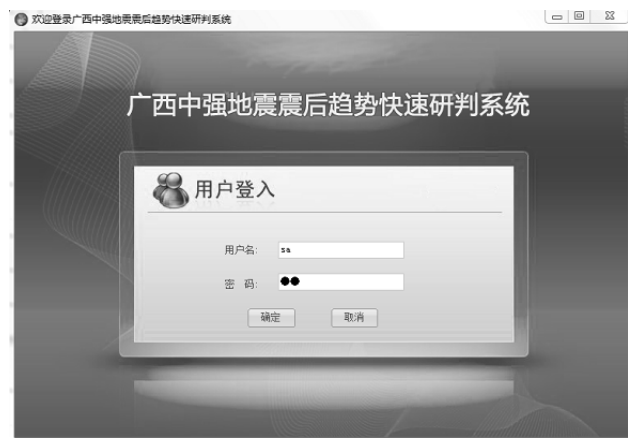 欢迎登录广西中强地震震后趋势快速研判系统
广西中强地震震后趋势快速研判系统
用户登入
用户名: sa
密 码: ●●
确定 取消